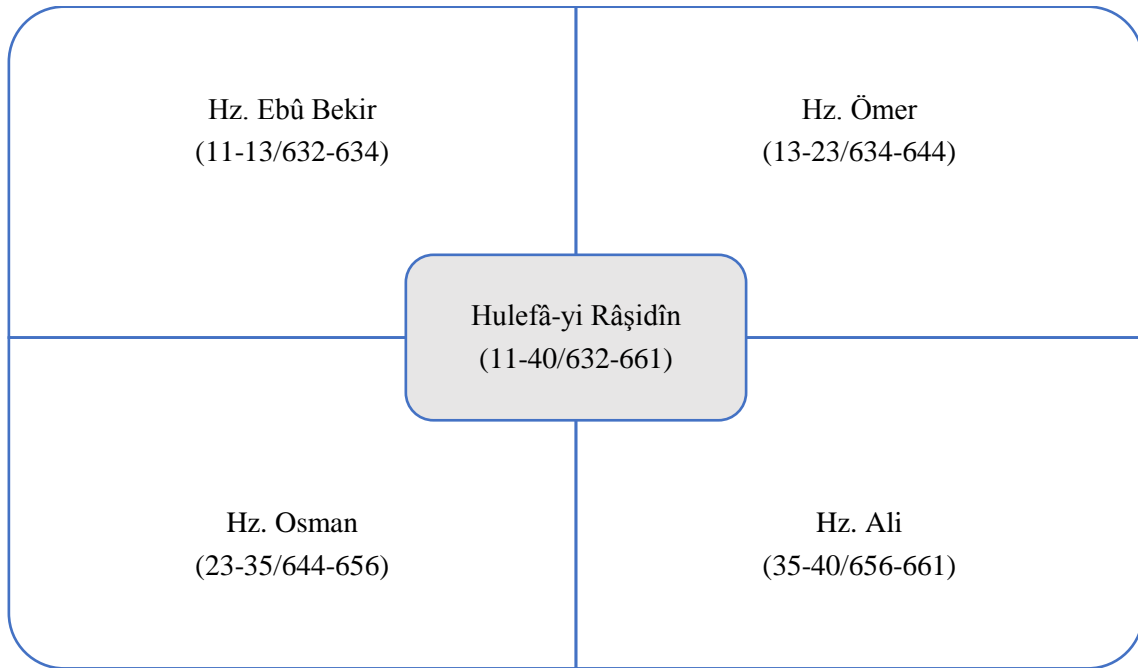 Hz. Ebû Bekir
(11-13/632-634)
Hz. Ömer
(13-23/634-644)
Hulefâ-yi Râşidîn
(11-40/632-661)
Hz. Osman
(23-35/644-656)
Hz. Ali
(35-40/656-661)